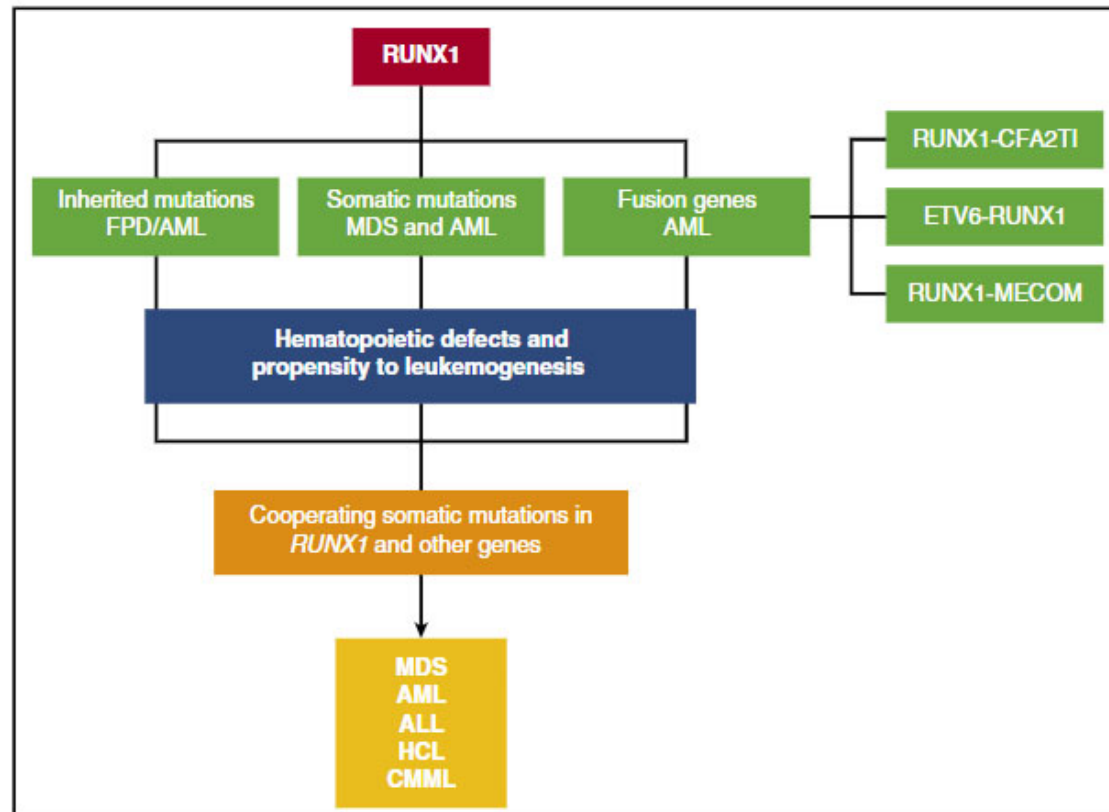 RUNX1
Inherited mutations
FPD/AML
Somatic mutations
MDS and AML
Fusion genes
AML
RUNX1-CFA2TI
ETV6-RUNX1
RUNX1-MECOM
Hematopoietic defects and
propensity to leukemogenesis
Cooperating somatic mutations in
RUNX1 and other genes
MDS
AML
ALL
HCL
CMML